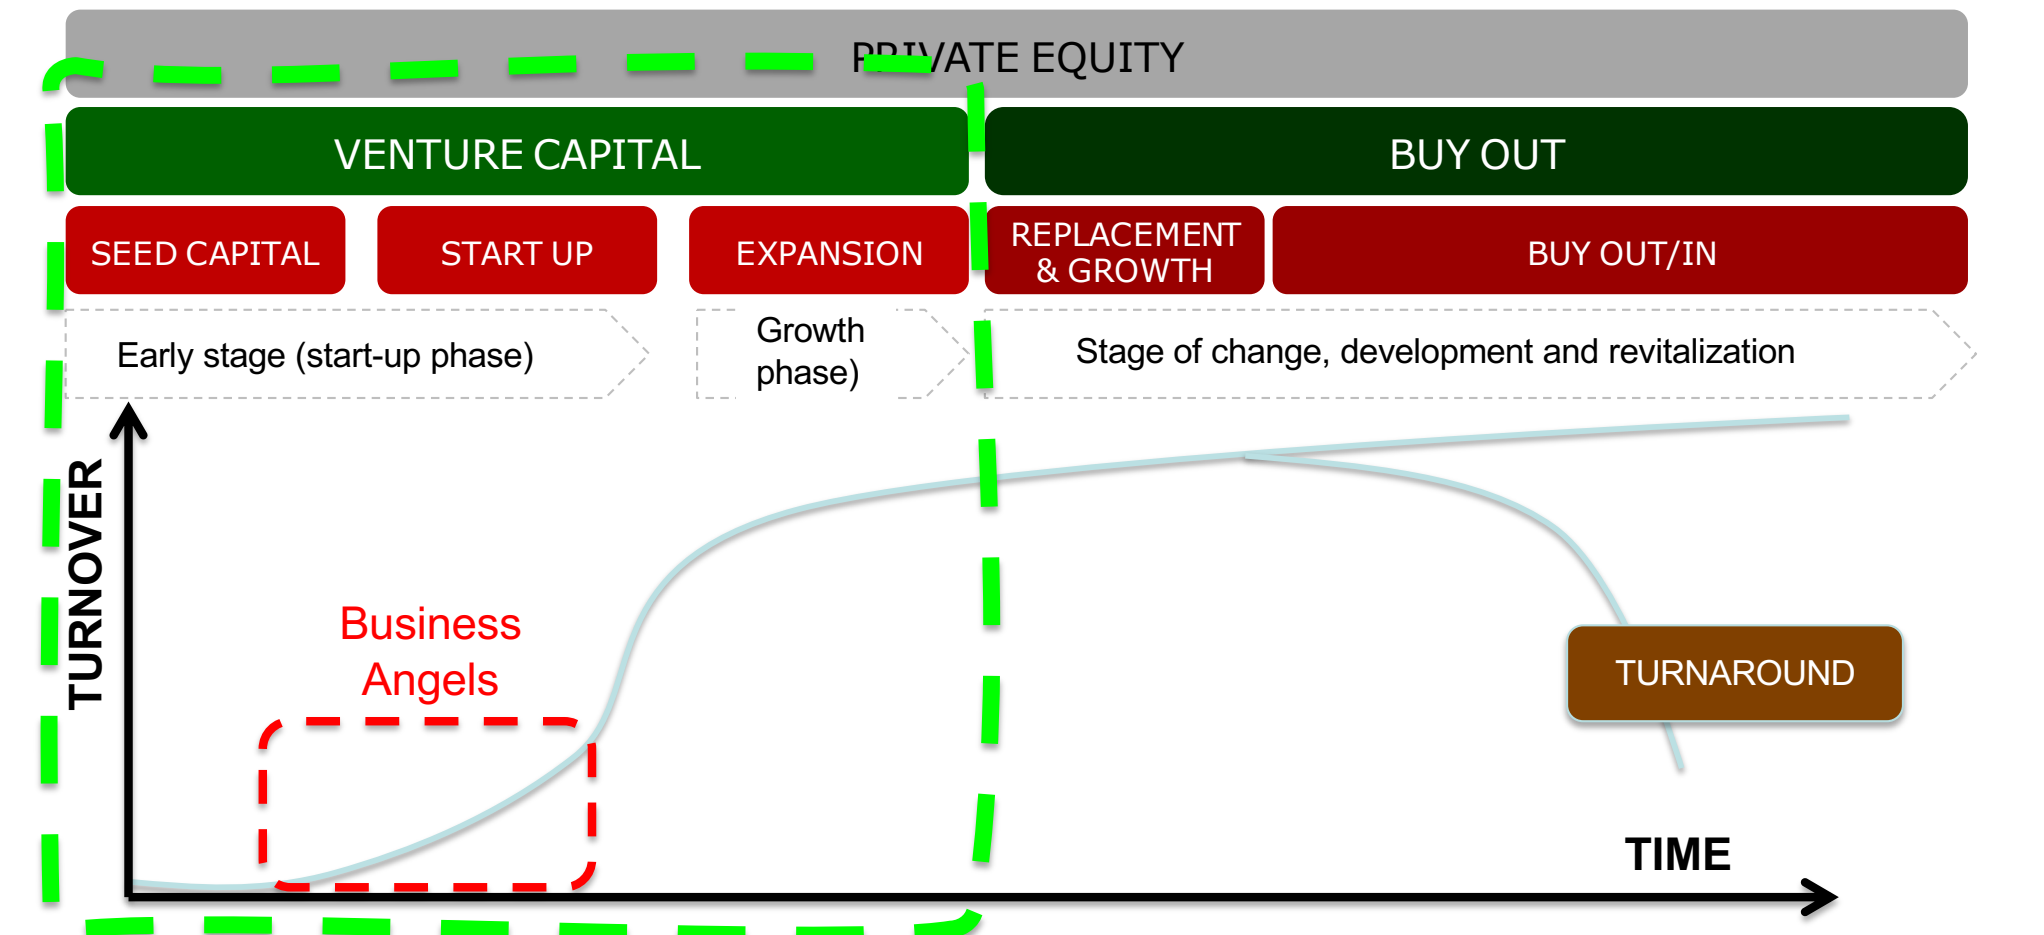 PRIVATE EQUITY
VENTURE CAPITAL
BUY OUT
SEED CAPITAL
START UP
EXPANSION
REPLACEMENT
& GROWTH
BUY OUT/IN
Early stage (start-up phase)
Growth
phase)
Stage of change, development and revitalization
TURNOVER
Business
Angels
TURNAROUND
TIME